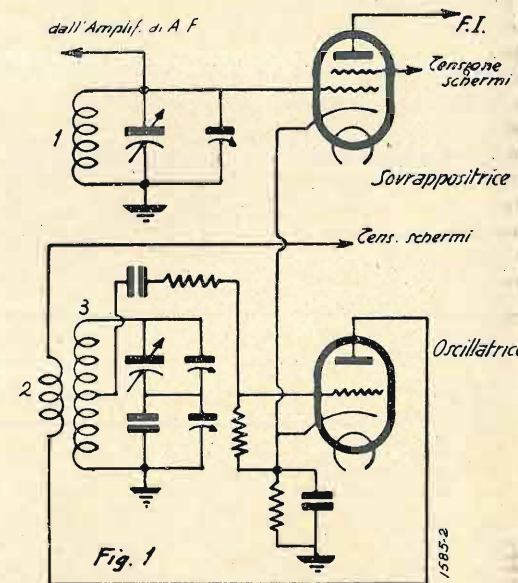 dall'Amplif. di A F
F.I.
Tensione
schermi
1
Sovrappositrice
Tens. schermi
3
Oscillatrice
2
Fig. 1
1585-2